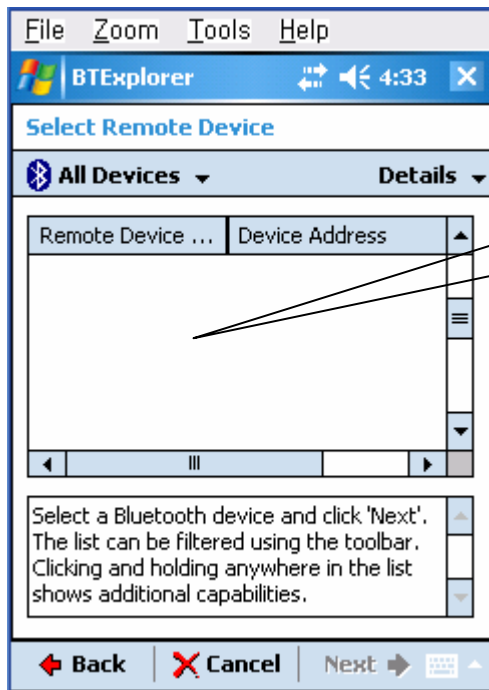 File Zoom Tools Help
BTExplorer 4:33
Select Remote Device
All Devices Details
Remote Device ... Device Address
Select a Bluetooth device and click 'Next'.
The list can be filtered using the toolbar.
Clicking and holding anywhere in the list
shows additional capabilities.
Back Cancel Next